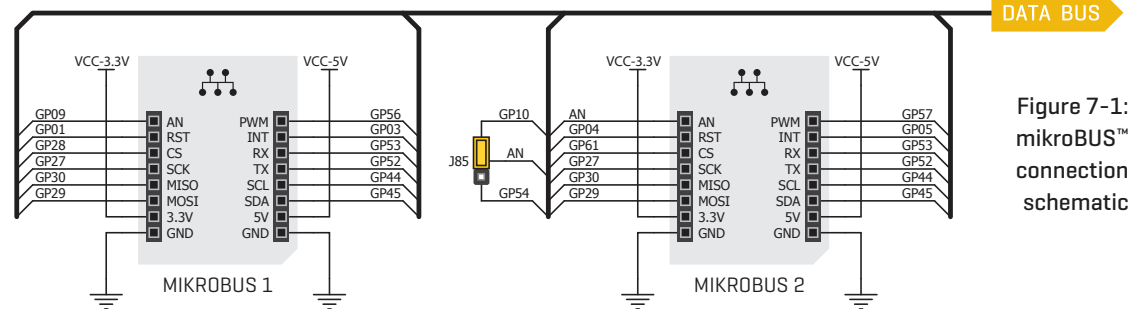 DATA BUS
VCC-3.3V
VCC-5V
GP09
GP01
GP28
GP27
GP30
GP29
AN
RST
CS
SCK
MISO
MOSI
3.3V
GND
PWM
INT
RX
TX
SCL
SDA
5V
GND
GP56
GP03
GP53
GP52
GP44
GP45
MIKROBUS 1
J85
GP10
AN
GP54
VCC-3.3V
VCC-5V
AN
GP04
GP61
GP27
GP30
GP29
AN
RST
CS
SCK
MISO
MOSI
3.3V
GND
PWM
INT
RX
TX
SCL
SDA
5V
GND
GP57
GP05
GP53
GP52
GP44
GP45
MIKROBUS 2
Figure 7-1:
mikroBUS™
connection
schematic